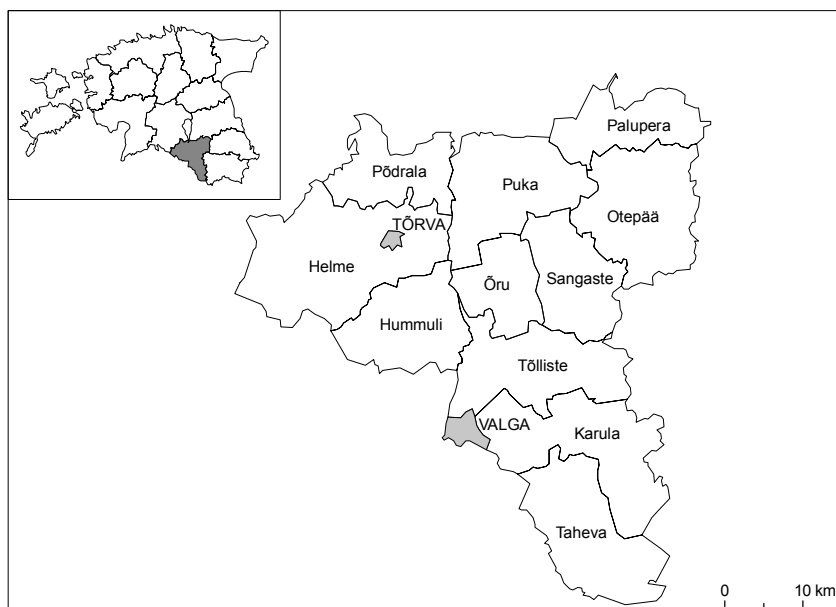 Palupera
Põdrala
Puka
Otepää
TÕRVA
Helme
Õru
Sangaste
Hummuli
Tõlliste
VALGA
Karula
Taheva
0 10 km